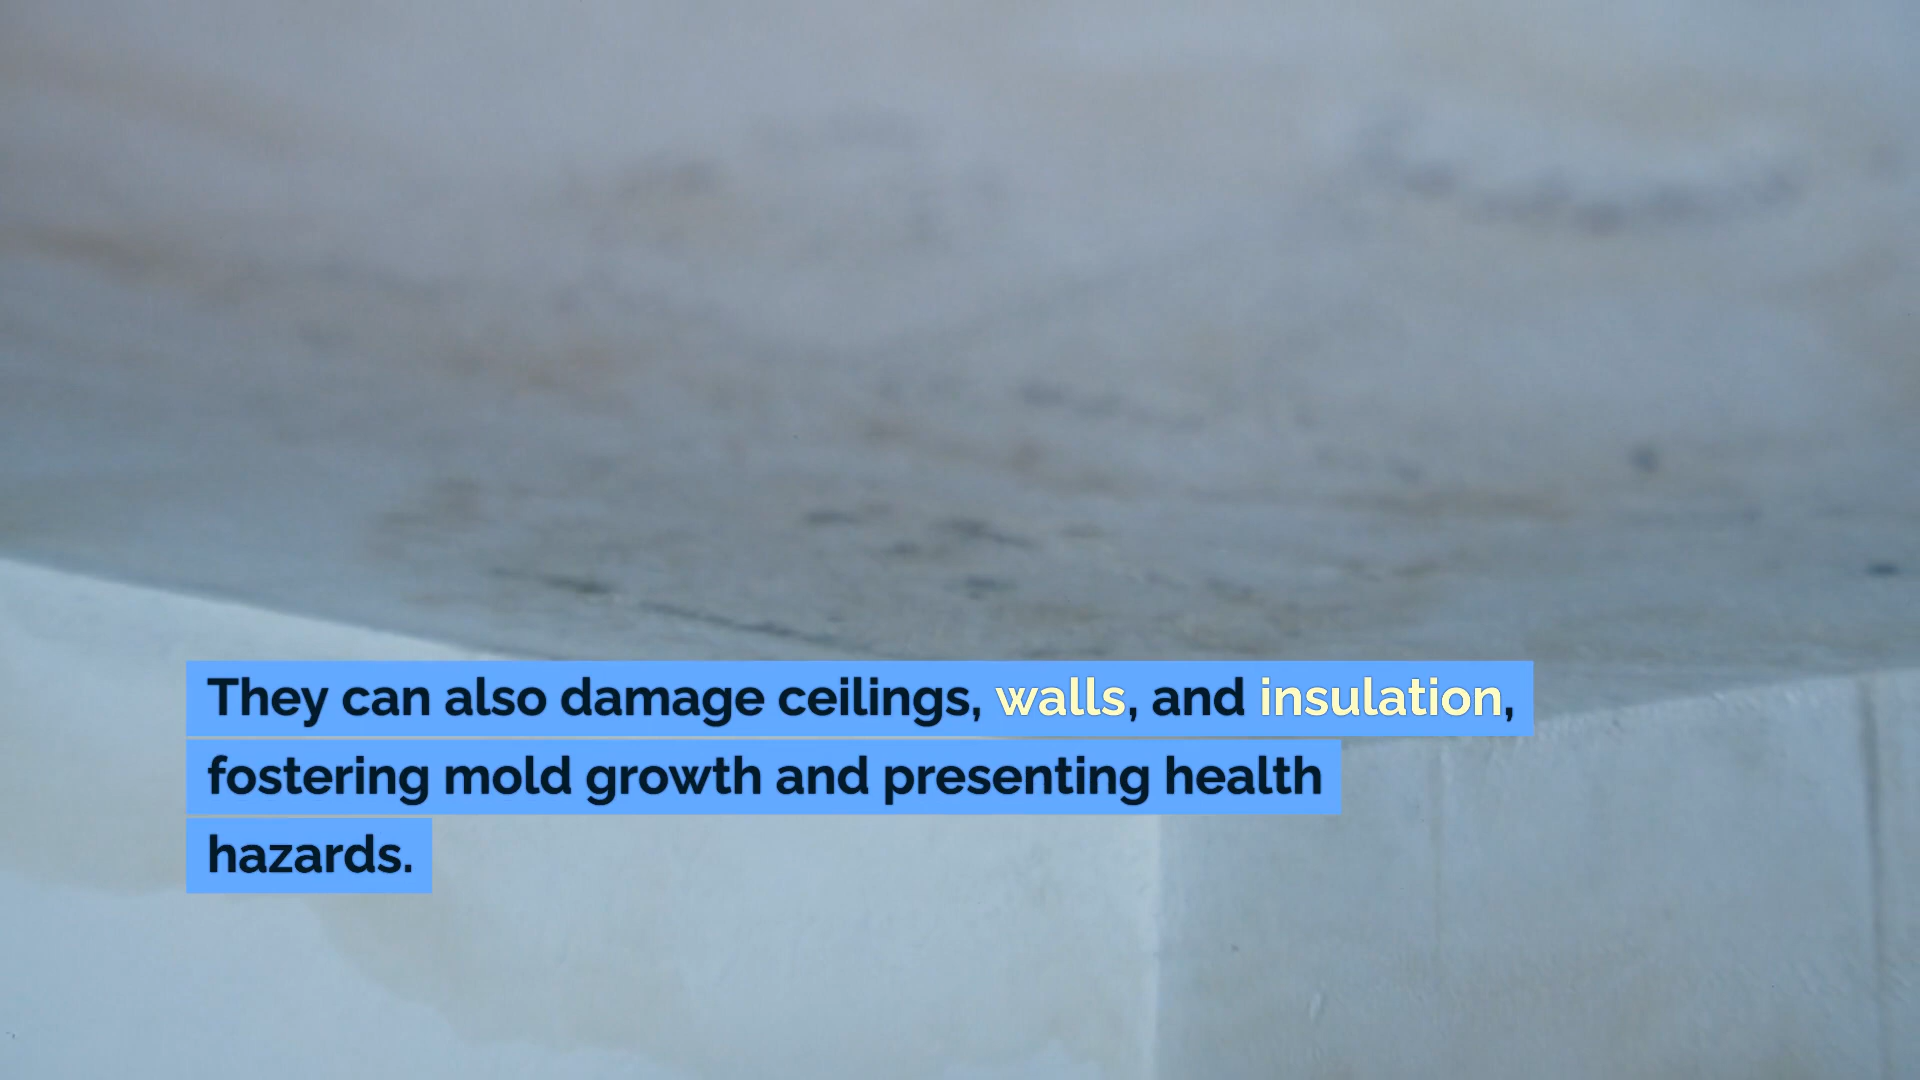 They can also damage ceilings, walls, and insulation,
fostering mold growth and presenting health
hazards.